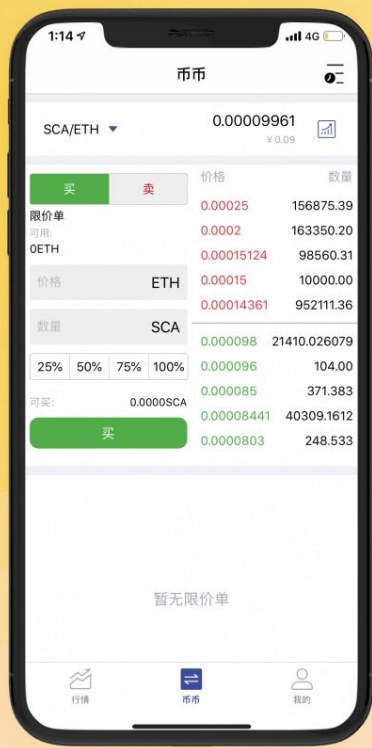 1:14 4G
币币
SCA/ETH 0.00009961
¥0.09
买 卖
限价单
可用:
0ETH
价格 ETH
数量 SCA
25% 50% 75% 100%
可买: 0.0000SCA
买
价格 数量
0.00025 156875.39
0.0002 163350.20
0.00015124 98560.31
0.00015 10000.00
0.00014361 952111.36
0.000098 21410.026079
0.000096 104.00
0.000085 371.383
0.00008441 40309.1612
0.0000803 248.533
暂无限价单
行情 币币 我的